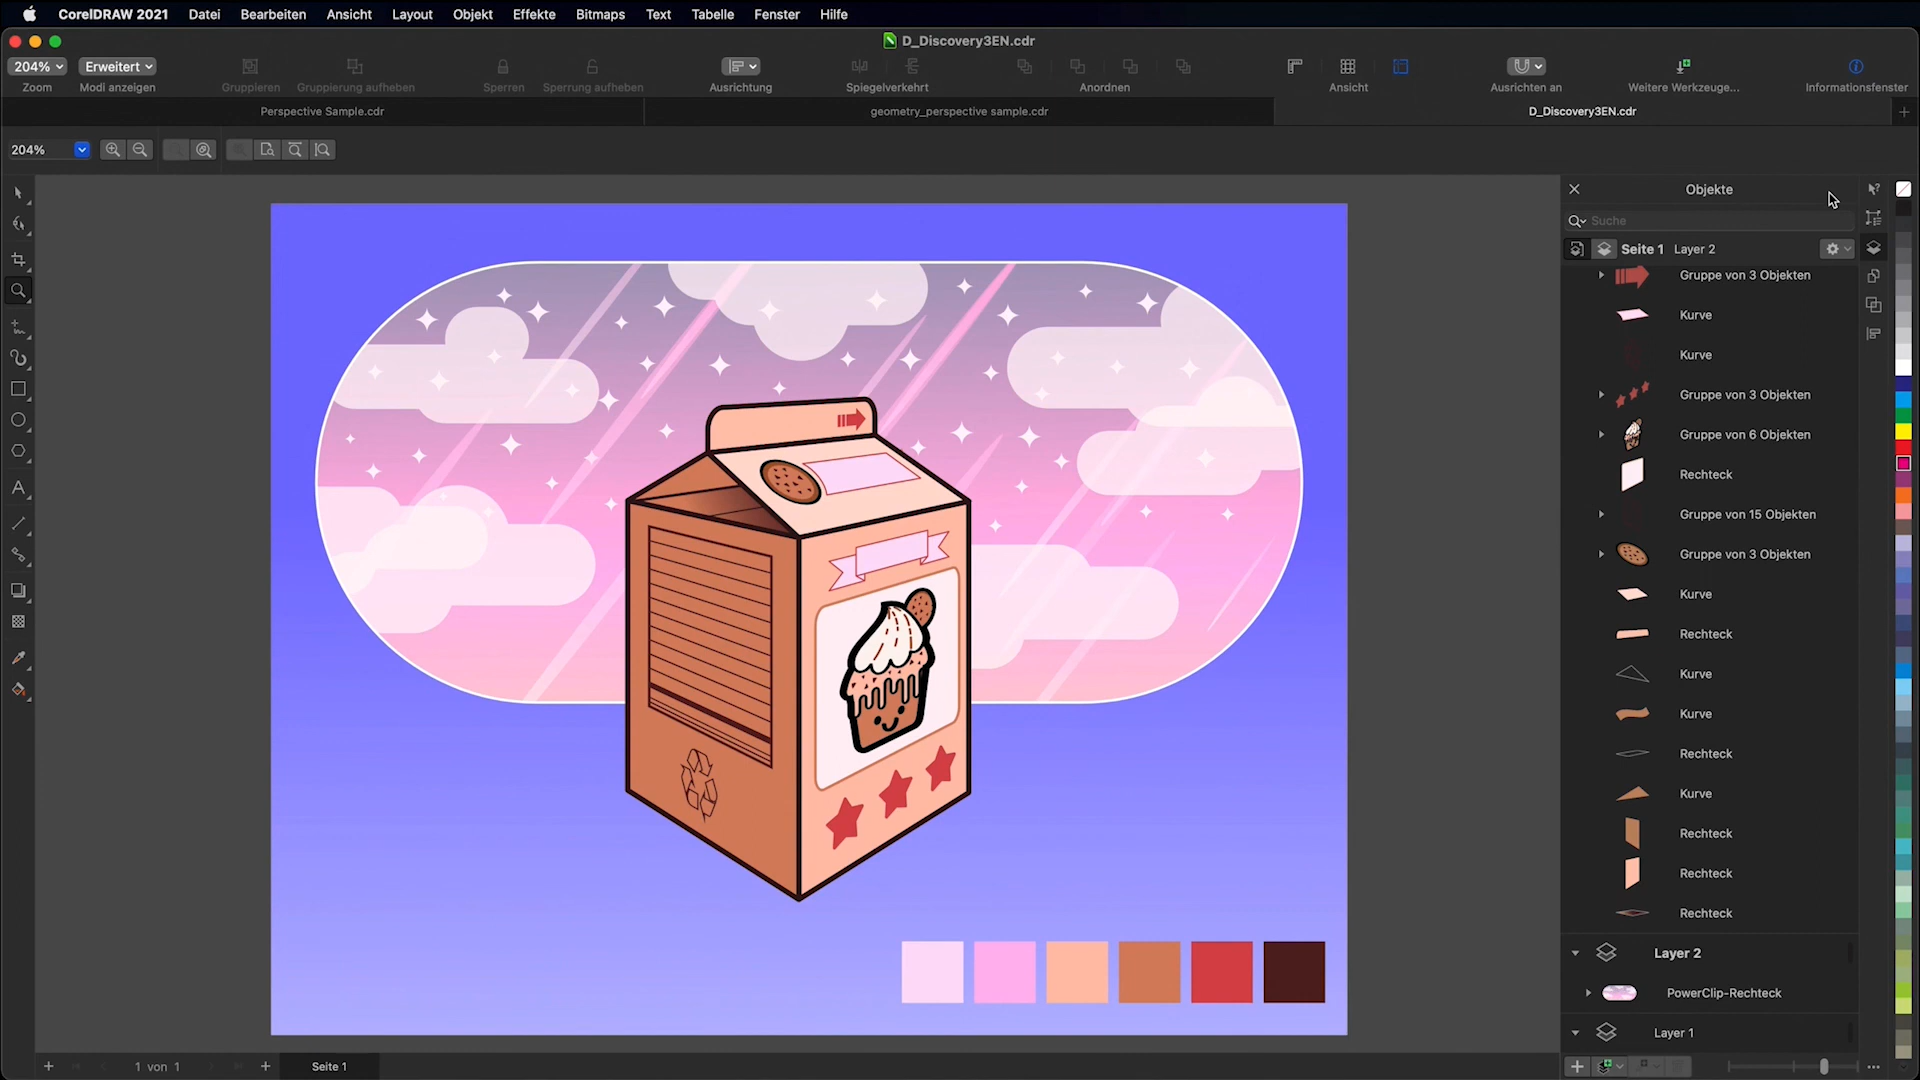 CorelDRAW 2021 Datei Bearbeiten Ansicht Layout Objekt Effekte Bitmaps Text Tabelle Fenster Hilfe
D_Discovery3EN.cdr
204% Erweitert
Zoom Modi anzeigen Gruppieren Gruppierung aufheben Sperren Sperrung aufheben Ausrichtung Spiegelverkehrt Anordnen Ansicht Ausrichten an Weitere Werkzeuge... Informationsfenster
Perspective Sample.cdr geometry_perspective sample.cdr D_Discovery3EN.cdr
204%
Objekte
Suche
Seite 1 Layer 2
Gruppe von 3 Objekten
Kurve
Kurve
Gruppe von 3 Objekten
Gruppe von 6 Objekten
Rechteck
Gruppe von 15 Objekten
Gruppe von 3 Objekten
Kurve
Rechteck
Kurve
Kurve
Rechteck
Kurve
Rechteck
Rechteck
Rechteck
Layer 2
PowerClip-Rechteck
Layer 1
1 von 1 Seite 1